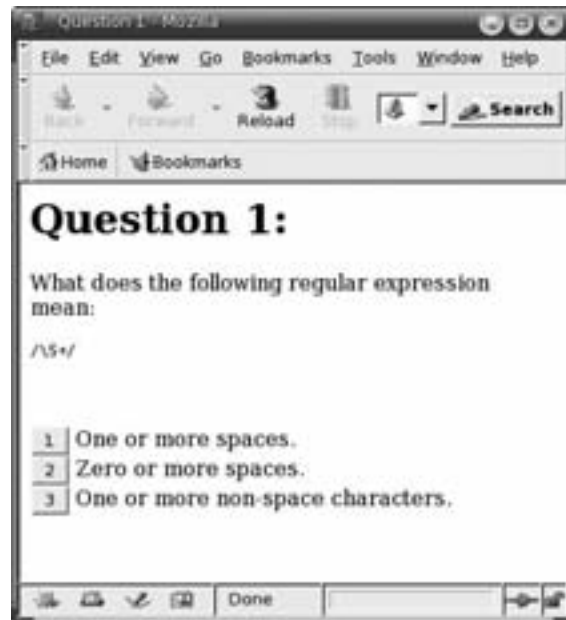 Question 1 - Mozilla
File Edit View Go Bookmarks Tools Window Help
Back Forward Reload Stop Search
Home Bookmarks
Question 1:
What does the following regular expression
mean:
/\S+/
1 One or more spaces.
2 Zero or more spaces.
3 One or more non-space characters.
Done